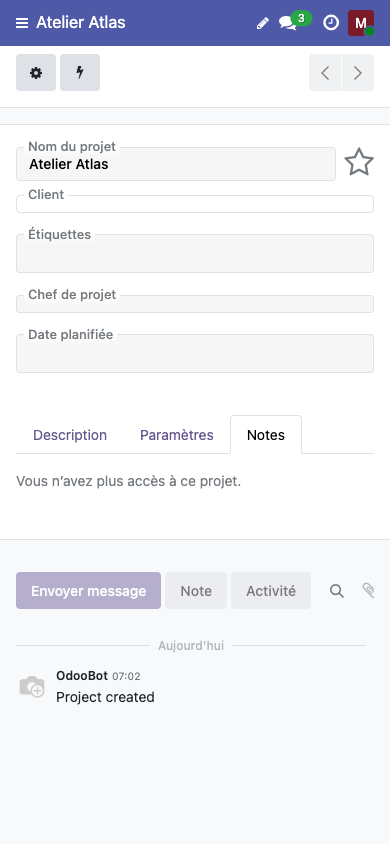 Atelier Atlas
3
M
Nom du projet
Atelier Atlas
Client
Étiquettes
Chef de projet
Date planifiée
Description Paramètres Notes
Vous n'avez plus accès à ce projet.
Envoyer message Note Activité
Aujourd'hui
OdooBot 07:02
Project created